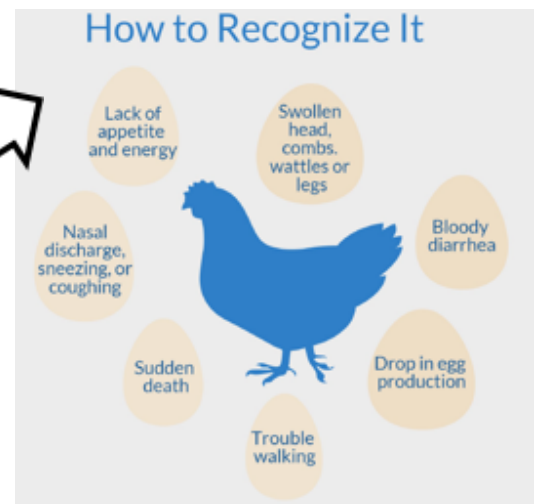 How to Recognize It
Lack of
appetite
and energy
Swollen
head,
combs.
wattles or
legs
Nasal
discharge,
sneezing, or
coughing
Bloody
diarrhea
Sudden
death
Drop in egg
production
Trouble
walking